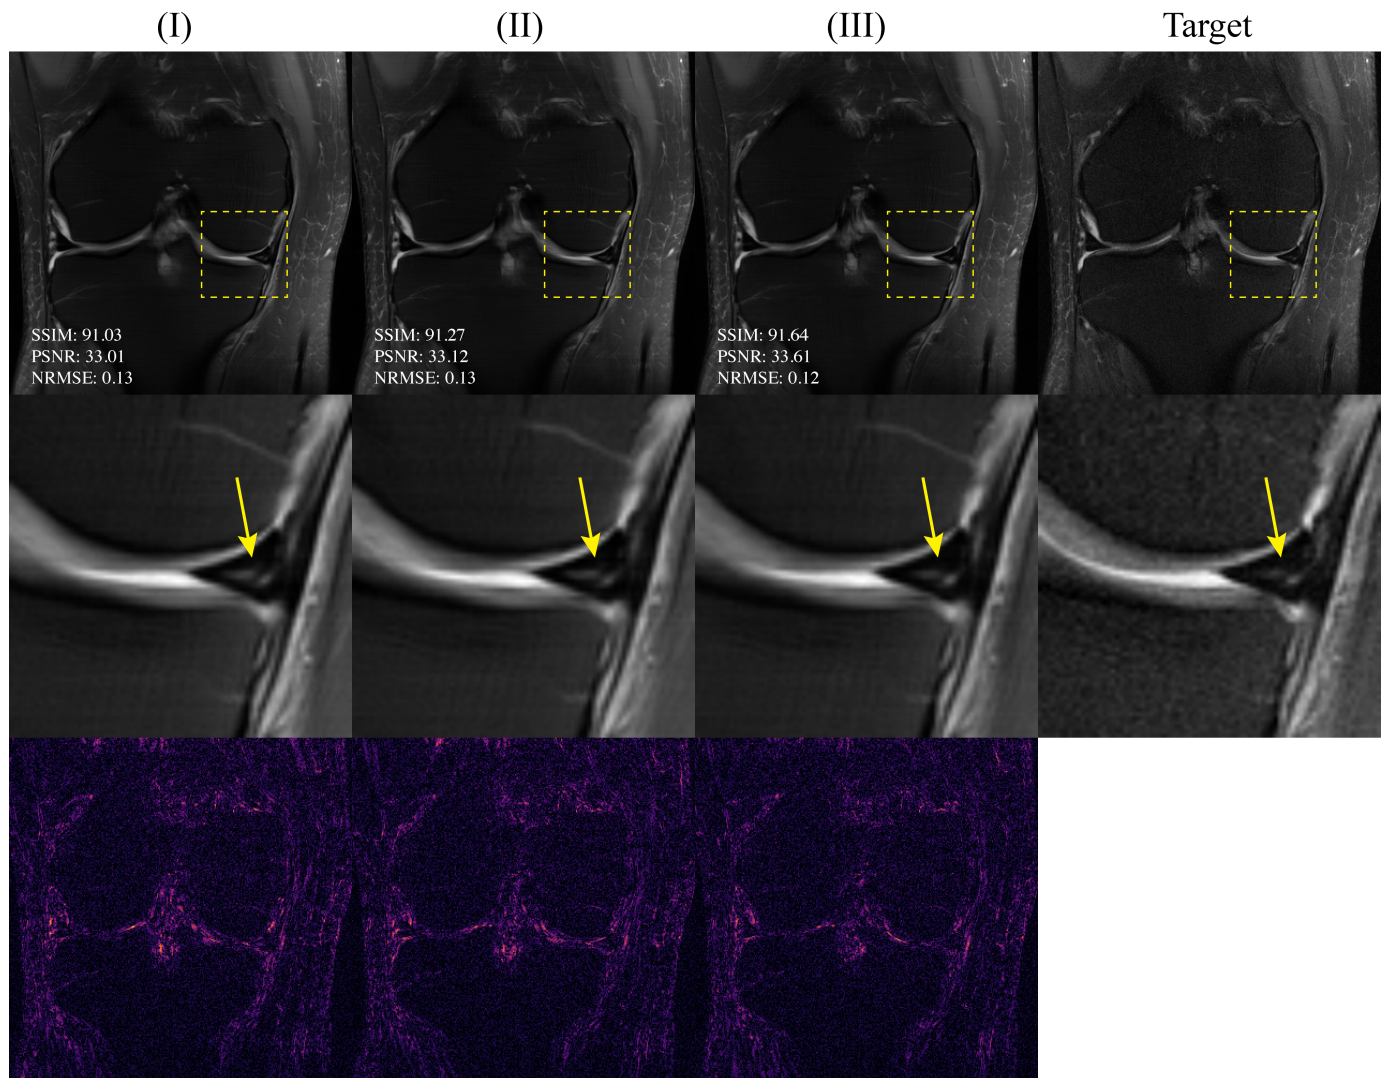 (I)
(II)
(III)
Target
SSIM: 91.03
PSNR: 33.01
NRMSE: 0.13
SSIM: 91.27
PSNR: 33.12
NRMSE: 0.13
SSIM: 91.64
PSNR: 33.61
NRMSE: 0.12